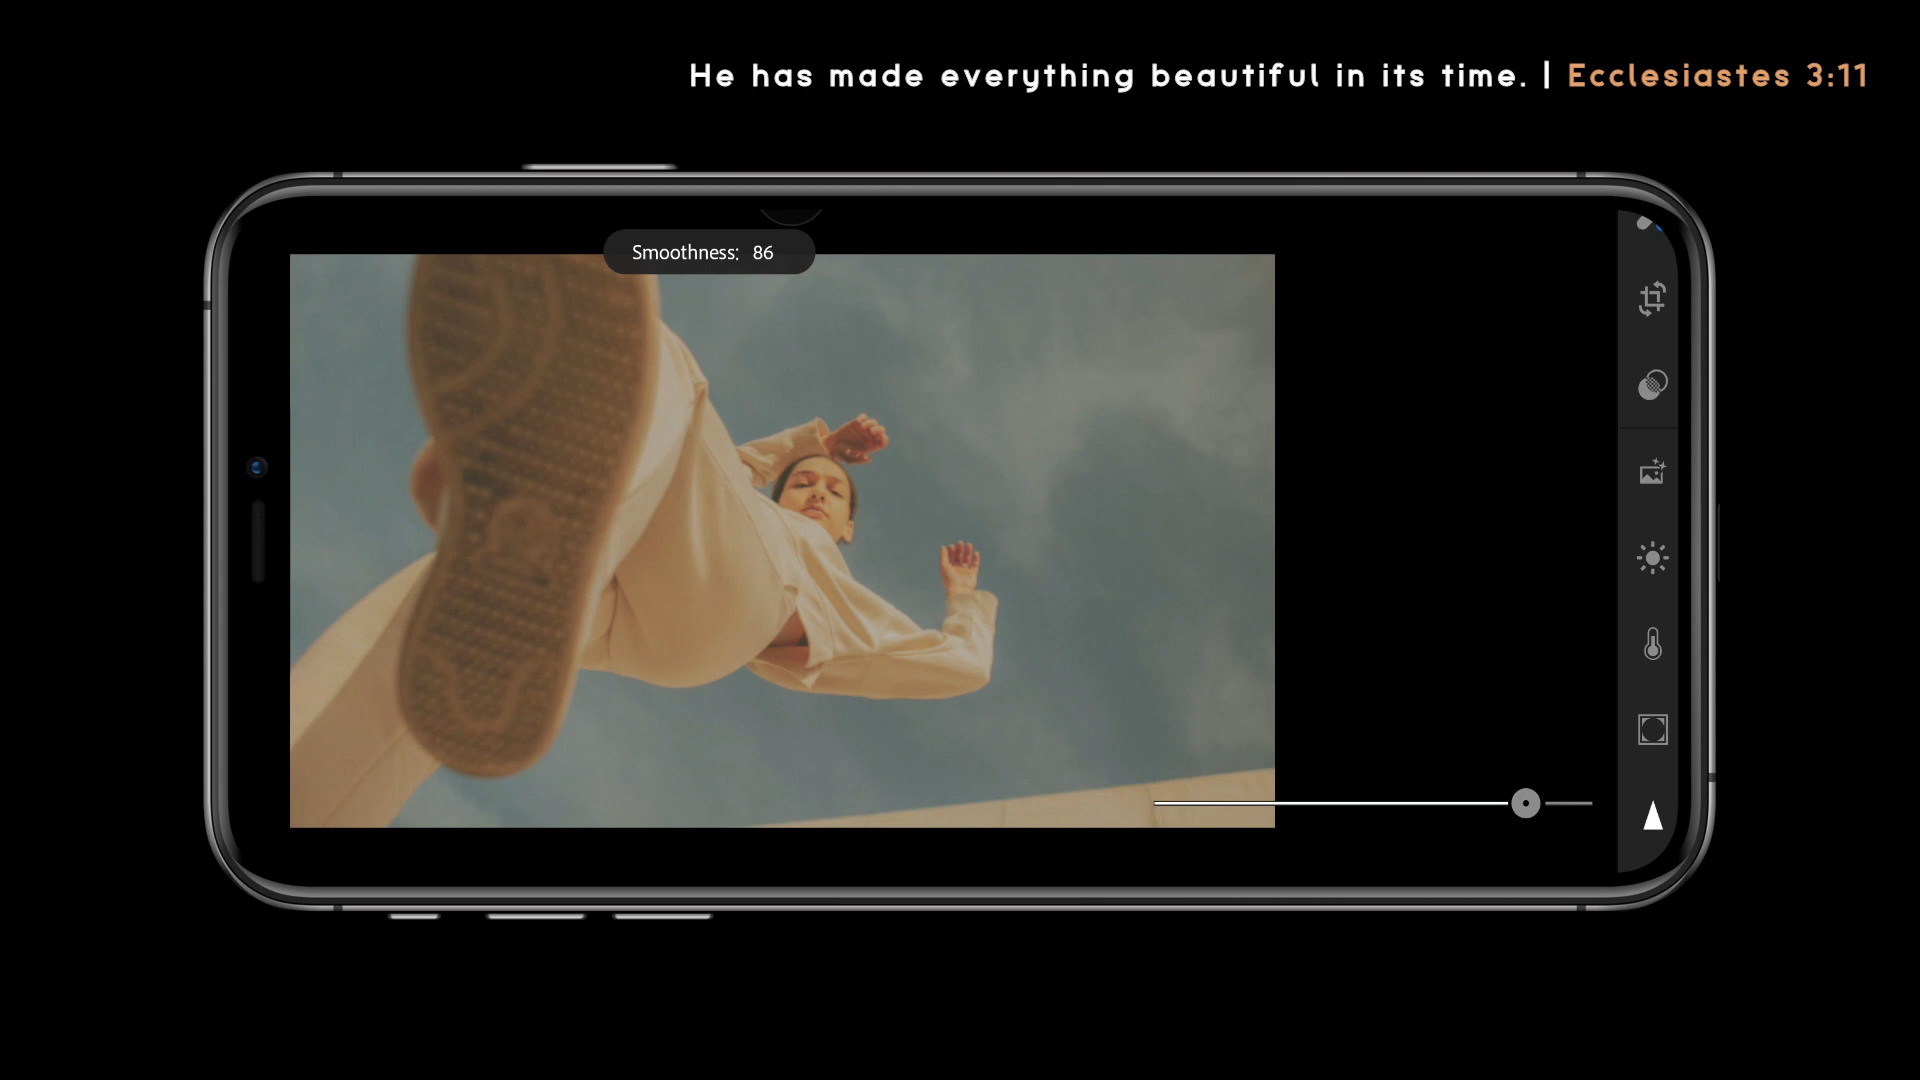 He has made everything beautiful in its time. | Ecclesiastes 3:11
Smoothness: 86